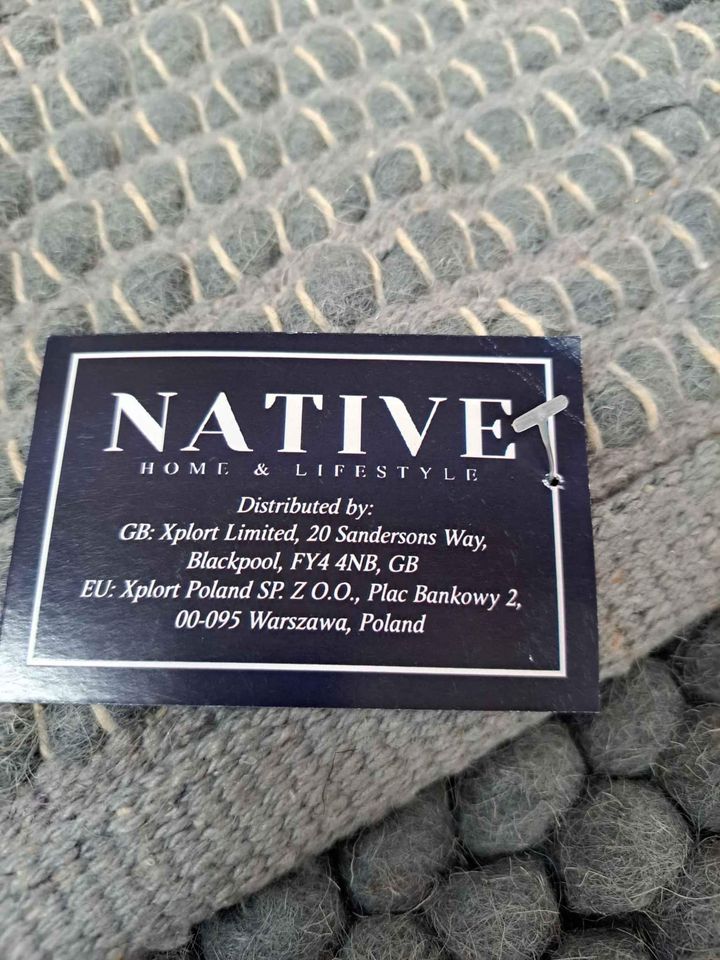 NATIVE
HOME & LIFESTYLE
Distributed by:
GB: Xplort Limited, 20 Sandersons Way,
Blackpool, FY4 4NB, GB
EU: Xplort Poland SP. Z O.O., Plac Bankowy 2,
00-095 Warszawa, Poland